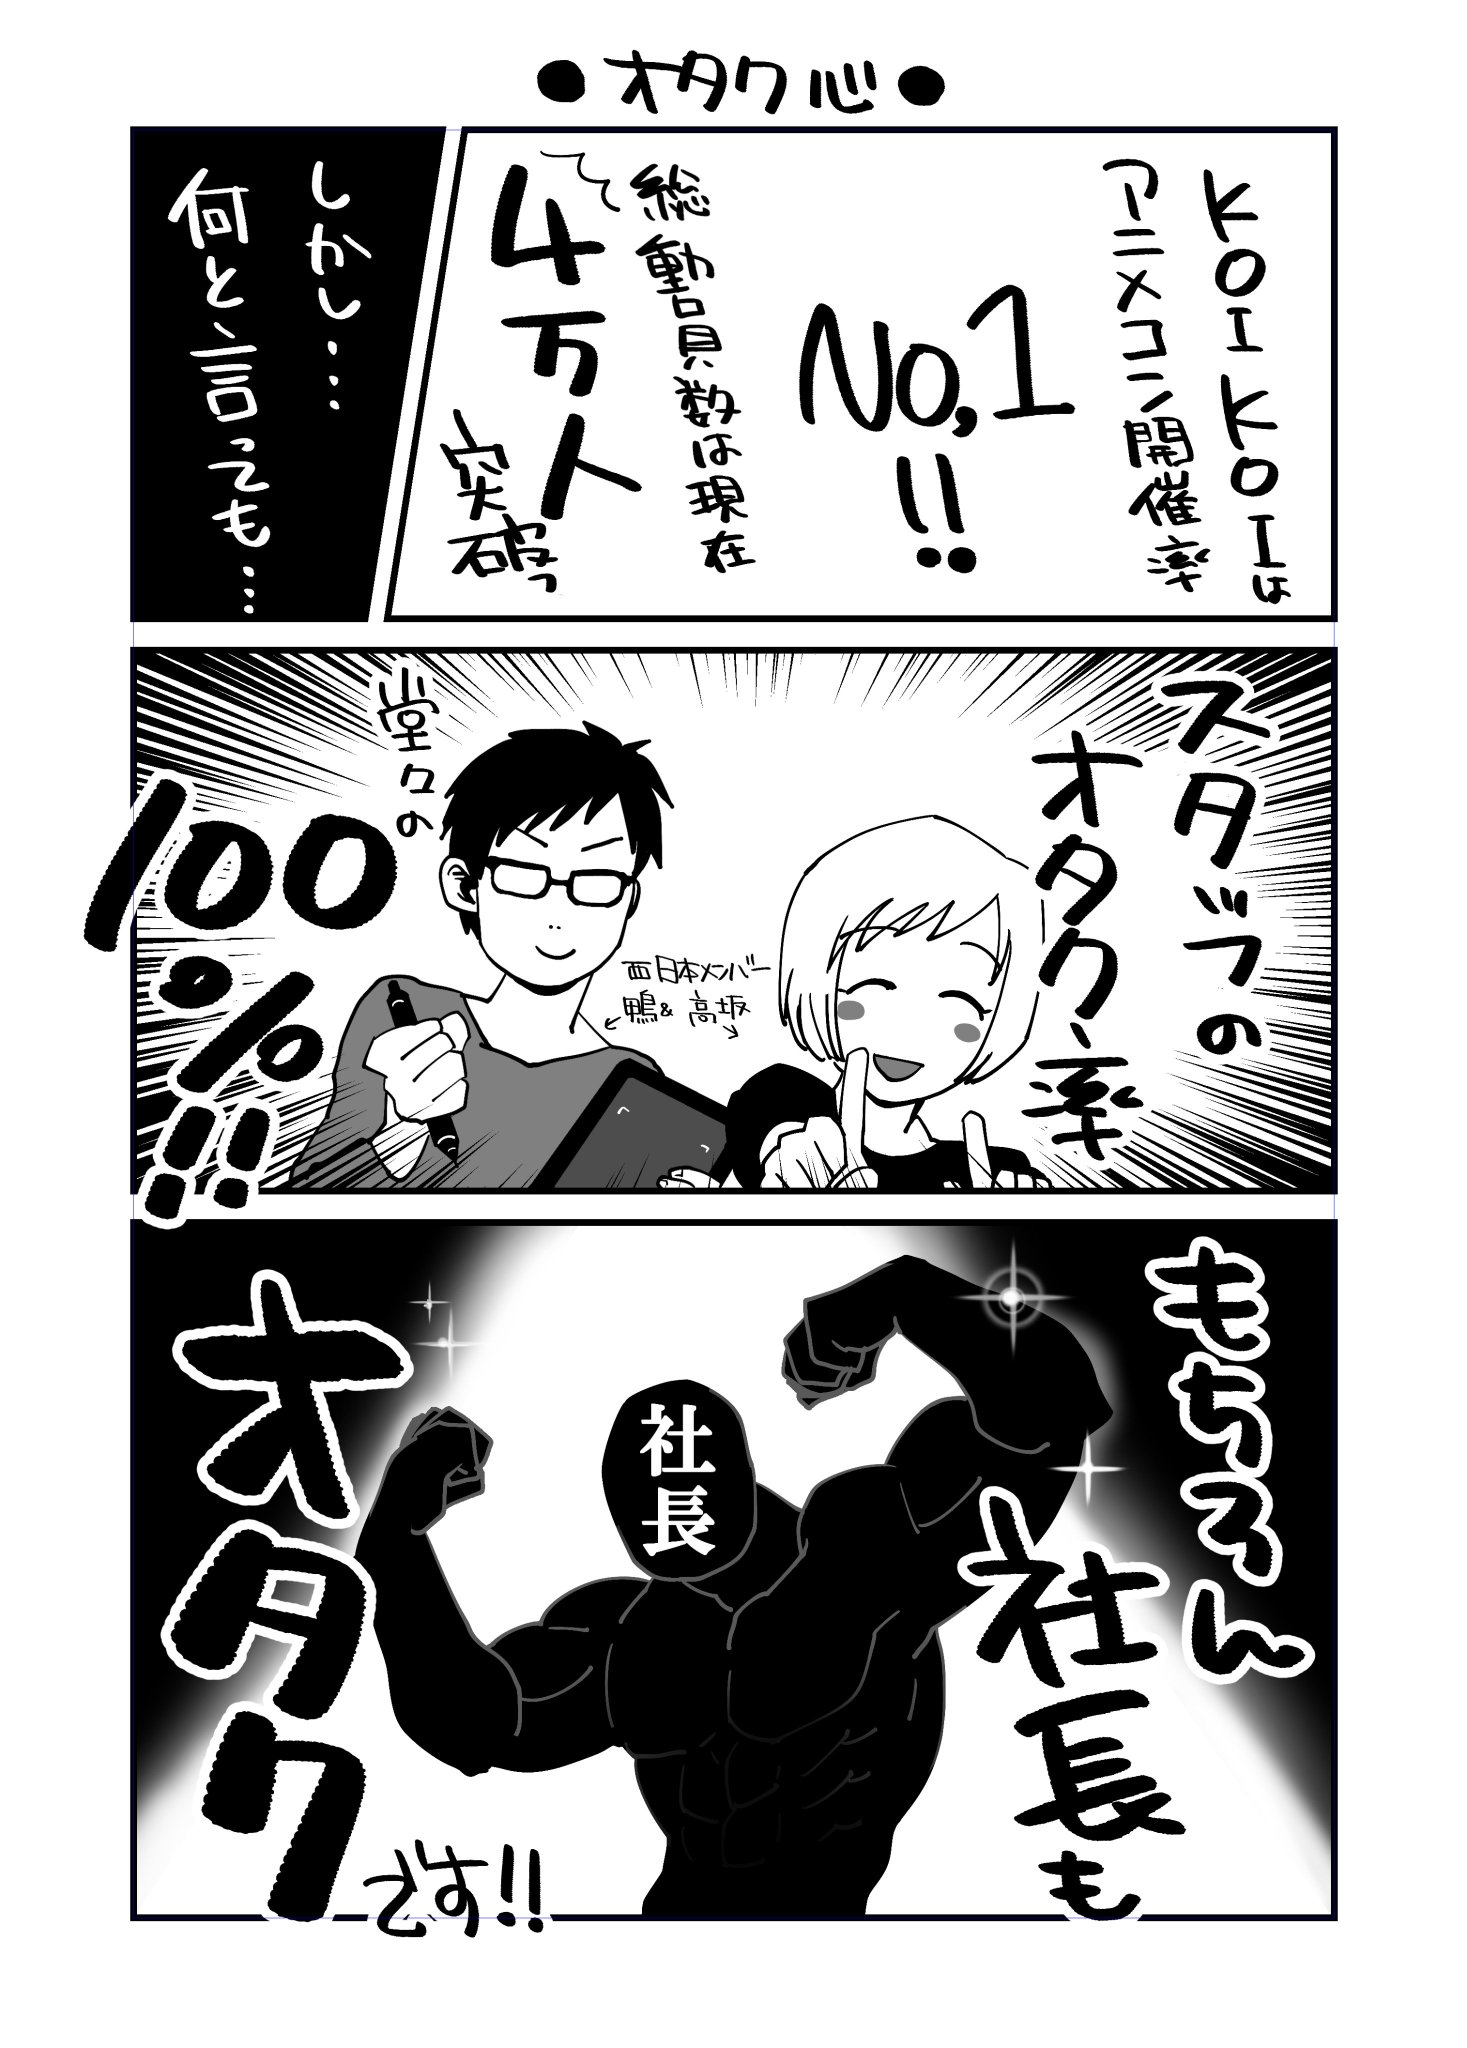 ●オタク心●
KOIKOIは
アニメコン開催率
No,1!!
総動員数は現在
4万人
突破っ
しかし…
何と言っても…
スタッフの
オタク率
西日本メンバー
鴨& 高坂
堂々の
100%!!
もちろん
社長も
社長
オタク
です!!